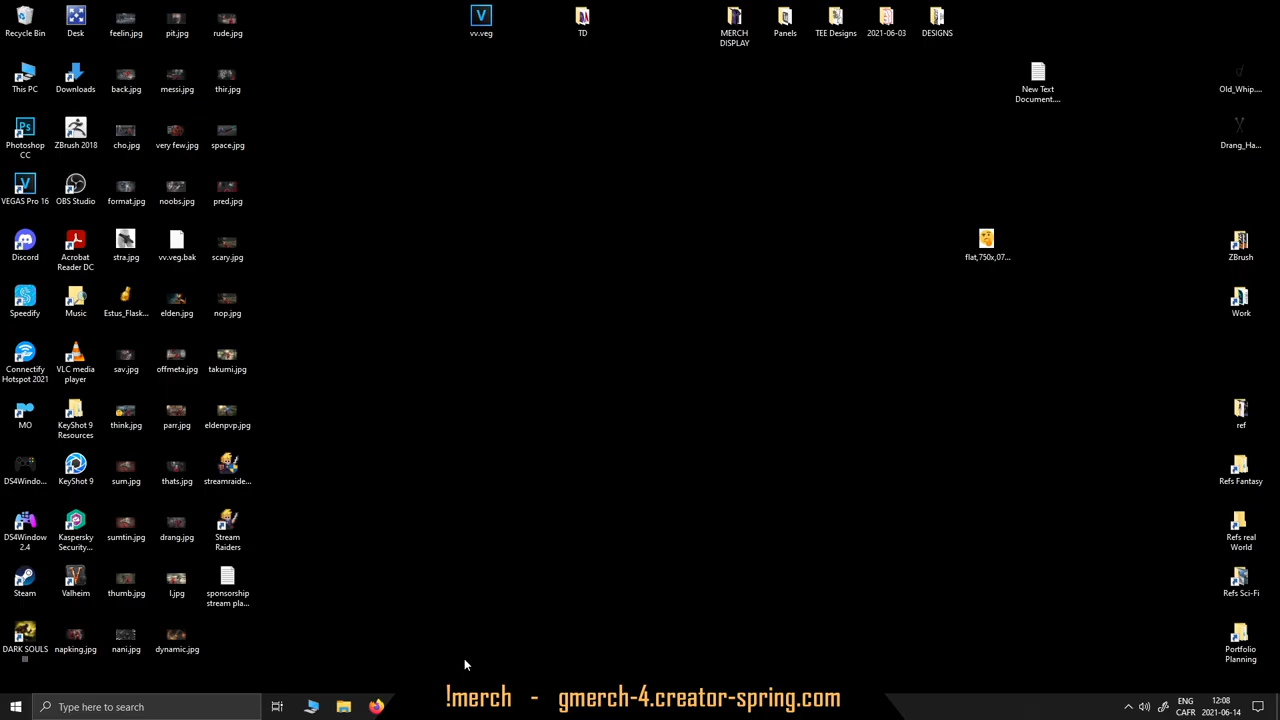 Recycle Bin
Desk
feelin.jpg
pit.jpg
rude.jpg
vv.veg
TD
MERCH
DISPLAY
Panels
TEE Designs
2021-06-03
DESIGNS
This PC
Downloads
back.jpg
messi.jpg
thir.jpg
New Text
Document....
Old_Whip....
Photoshop
CC
ZBrush 2018
cho.jpg
very few.jpg
space.jpg
Drang_Ha...
VEGAS Pro 16
OBS Studio
format.jpg
noobs.jpg
pred.jpg
Discord
Acrobat
Reader DC
stra.jpg
vv.veg.bak
scary.jpg
flat,750x,07...
ZBrush
Speedify
Music
Estus_Flask...
elden.jpg
nop.jpg
Work
Connectify
Hotspot 2021
VLC media
player
sav.jpg
offmeta.jpg
takumi.jpg
MO
KeyShot 9
Resources
think.jpg
parr.jpg
eldenpvp.jpg
ref
DS4Windo...
KeyShot 9
sum.jpg
thats.jpg
streamraide...
Refs Fantasy
DS4Window
2.4
Kaspersky
Security...
sumtin.jpg
drang.jpg
Stream
Raiders
Refs real
World
Steam
Valheim
thumb.jpg
l.jpg
sponsorship
stream pla...
Refs Sci-Fi
DARK SOULS
III
napking.jpg
nani.jpg
dynamic.jpg
Portfolio
Planning
!merch - gmerch-4.creator-spring.com
Type here to search
ENG
CAFR
12:08
2021-06-14